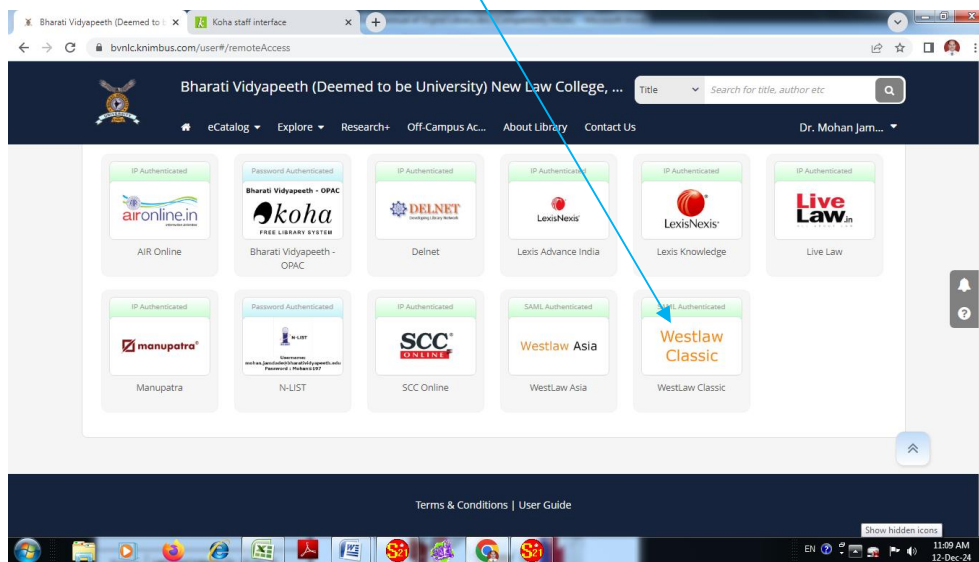 Bharati Vidyapeeth (Deemed to b
Koha staff interface
bvnlc.knimbus.com/user#/remoteAccess
Bharati Vidyapeeth (Deemed to be University) New Law College, ...
Title
Search for title, author etc
eCatalog
Explore
Research+
Off-Campus Ac...
About Library
Contact Us
Dr. Mohan Jam...
IP Authenticated
aironline.in
AIR Online
Password Authenticated
Bharati Vidyapeeth - OPAC
koha
FREE LIBRARY SYSTEM
Bharati Vidyapeeth -
OPAC
IP Authenticated
DELNET
Delnet
IP Authenticated
LexisNexis
Lexis Advance India
IP Authenticated
LexisNexis
Lexis Knowledge
IP Authenticated
Live
Law.in
Live Law
IP Authenticated
manupatra
Manupatra
Password Authenticated
N-LIST
Username:
N-LIST
IP Authenticated
SCC
ONLINE
SCC Online
SAML Authenticated
Westlaw Asia
WestLaw Asia
SAML Authenticated
Westlaw
Classic
WestLaw Classic
Terms & Conditions | User Guide
Show hidden icons
EN
11:09 AM
12-Dec-24